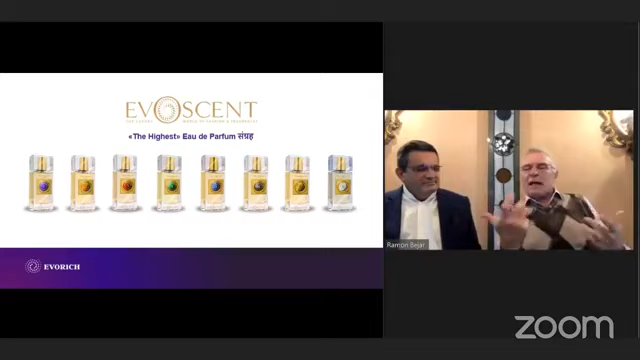 EVOSCENT
«The Highest» Eau de Parfum संग्रह
EVORICH
Ramon Bejar
zoom